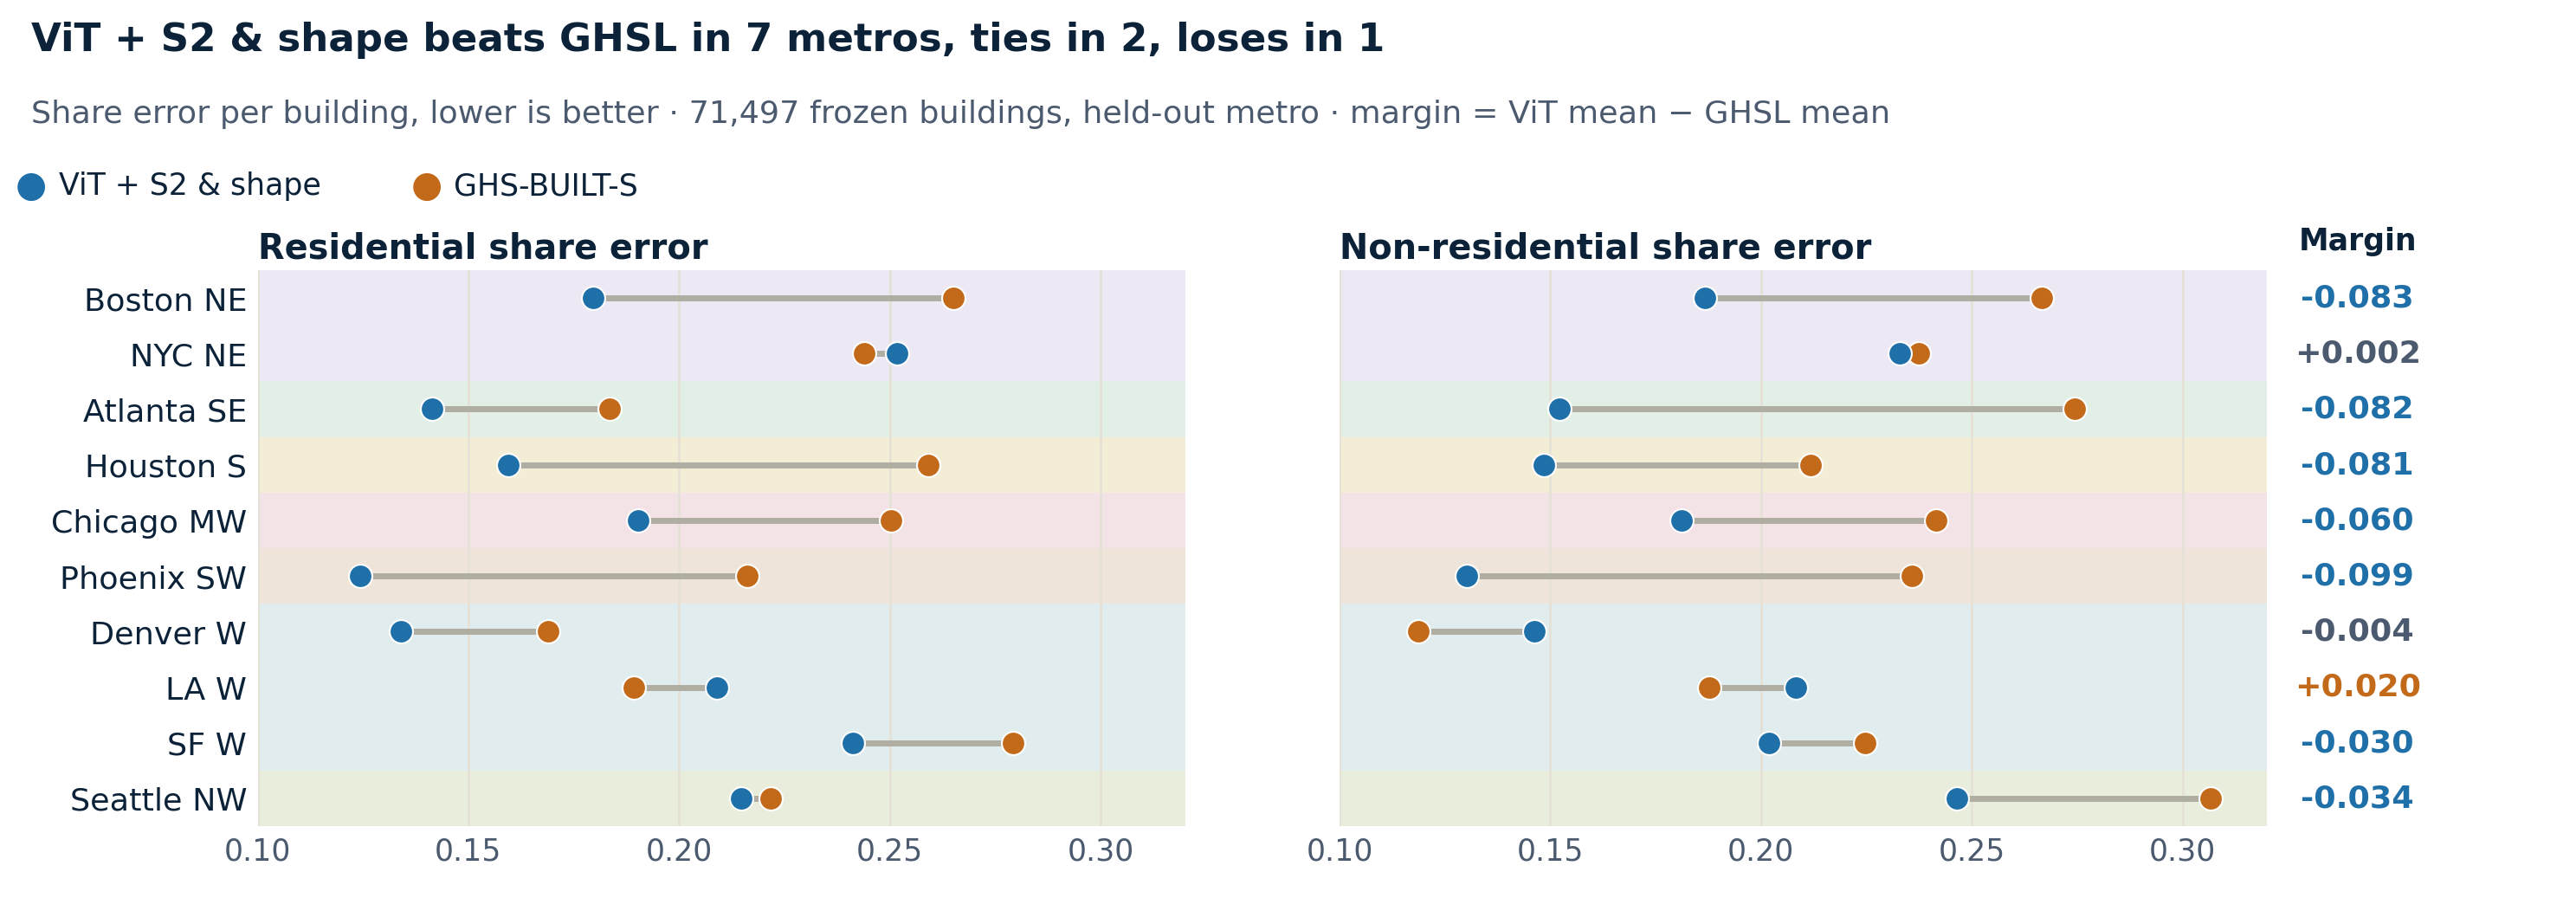 ViT + S2 & shape beats GHSL in 7 metros, ties in 2, loses in 1
Share error per building, lower is better · 71,497 frozen buildings, held-out metro · margin = ViT mean − GHSL mean
ViT + S2 & shape GHS-BUILT-S
Residential share error Non-residential share error Margin
Boston NE -0.083
NYC NE +0.002
Atlanta SE -0.082
Houston S -0.081
Chicago MW -0.060
Phoenix SW -0.099
Denver W -0.004
LA W +0.020
SF W -0.030
Seattle NW -0.034
0.10 0.15 0.20 0.25 0.30 0.10 0.15 0.20 0.25 0.30